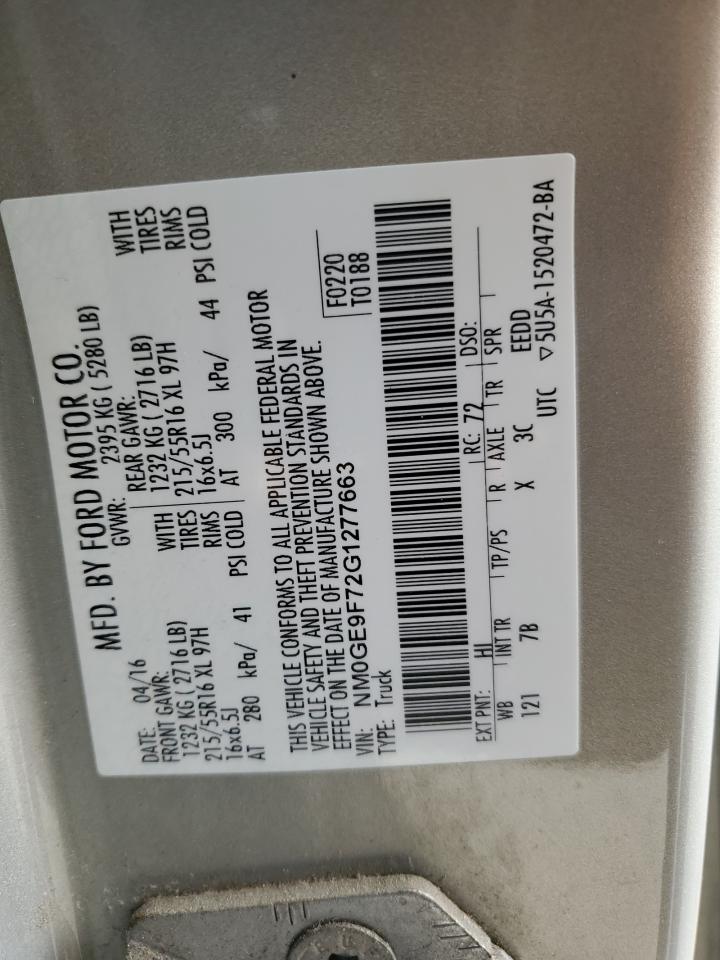 MFD. BY FORD MOTOR CO.
DATE: 04/16 GVWR: 2395 KG ( 5280 LB)
FRONT GAWR: REAR GAWR:
1232 KG ( 2716 LB) WITH 1232 KG ( 2716 LB) WITH
215/55R16 XL 97H TIRES 215/55R16 XL 97H TIRES
16x6.5J RIMS 16x6.5J RIMS
AT 280 kPa/ 41 PSI COLD AT 300 kPa/ 44 PSI COLD
THIS VEHICLE CONFORMS TO ALL APPLICABLE FEDERAL MOTOR
VEHICLE SAFETY AND THEFT PREVENTION STANDARDS IN
EFFECT ON THE DATE OF MANUFACTURE SHOWN ABOVE.
VIN: NM0GE9F72G1277663
TYPE: Truck
F0220
T0188
EXT PNT: HI RC: 72 DSO:
WB INT TR TP/PS R AXLE TR SPR
121 7B X 3C EEDD
UTC ▽5U5A-1520472-BA